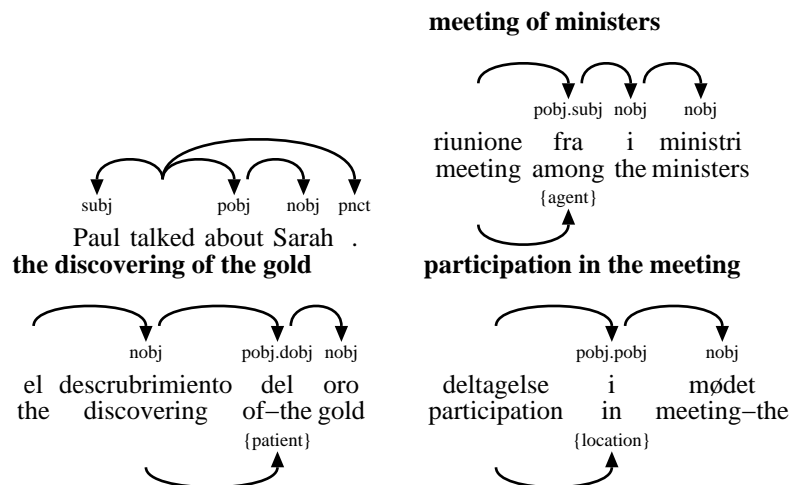 meeting of ministers
pobj.subj nobj nobj
riunione fra i ministri
meeting among the ministers
{agent}
subj pobj nobj pnct
Paul talked about Sarah .
the discovering of the gold
nobj pobj.dobj nobj
el descrubrimiento del oro
the discovering of−the gold
{patient}
participation in the meeting
pobj.pobj nobj
deltagelse i mødet
participation in meeting−the
{location}